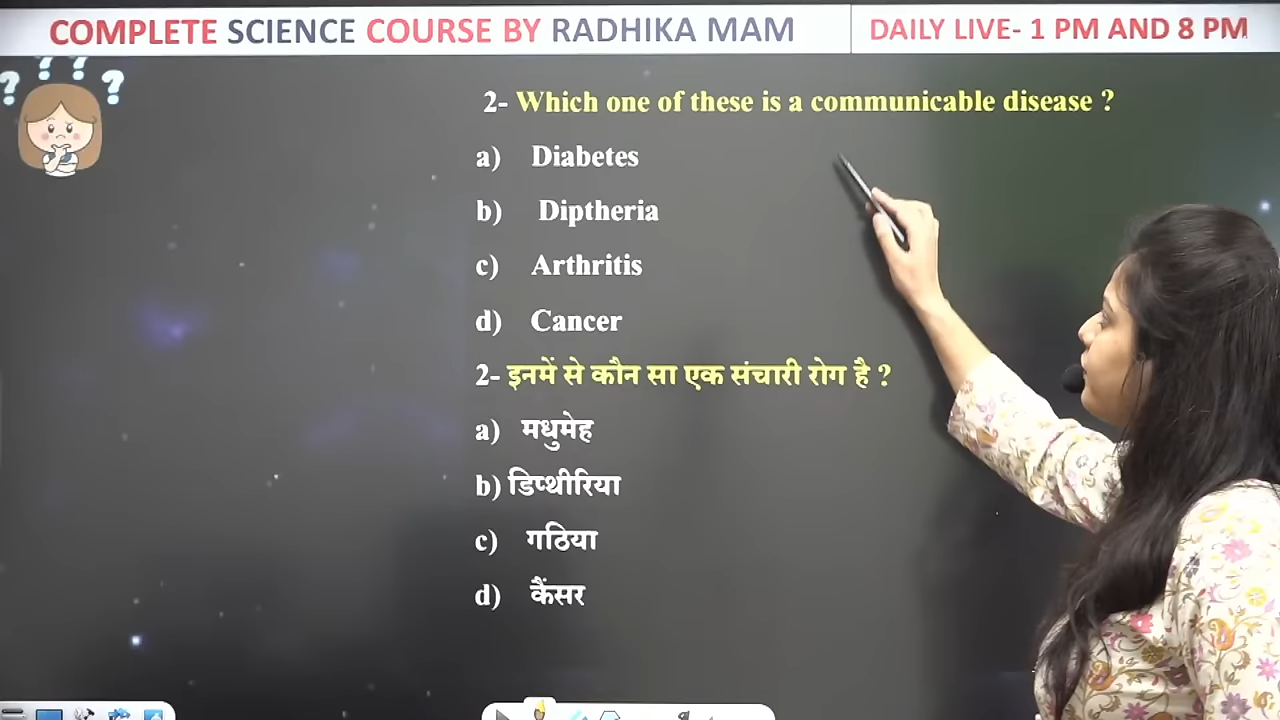 COMPLETE SCIENCE COURSE BY RADHIKA MAM
DAILY LIVE- 1 PM AND 8 PM
? ? ? ?
2- Which one of these is a communicable disease ?
a) Diabetes
b) Diptheria
c) Arthritis
d) Cancer
2- इनमें से कौन सा एक संचारी रोग है ?
a) मधुमेह
b) डिप्थीरिया
c) गठिया
d) कैंसर